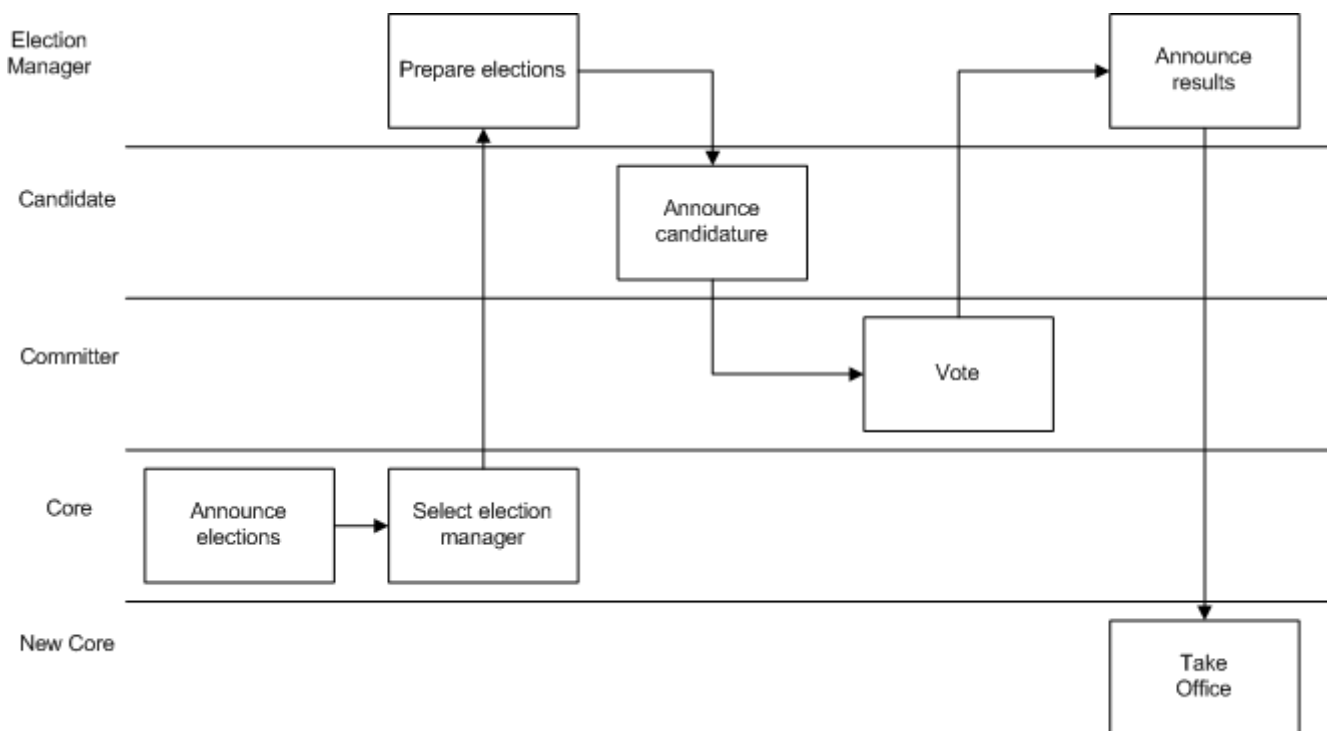 Election
Manager
Prepare elections
Announce
results
Candidate
Announce
candidature
Committer
Vote
Core
Announce
elections
Select election
manager
New Core
Take
Office